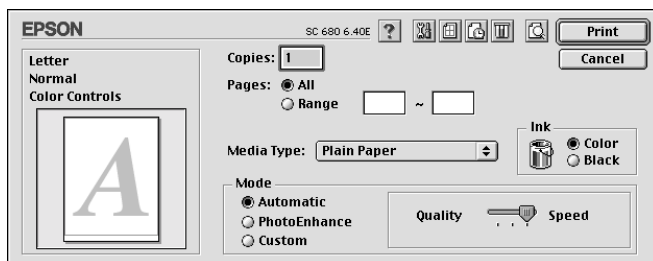 EPSON
SC 680 6.40E
?
Print
Letter
Normal
Color Controls
A
Copies: 1
Cancel
Pages: All
Range ~
Media Type: Plain Paper
Ink
Color
Black
Mode
Automatic
PhotoEnhance
Custom
Quality Speed